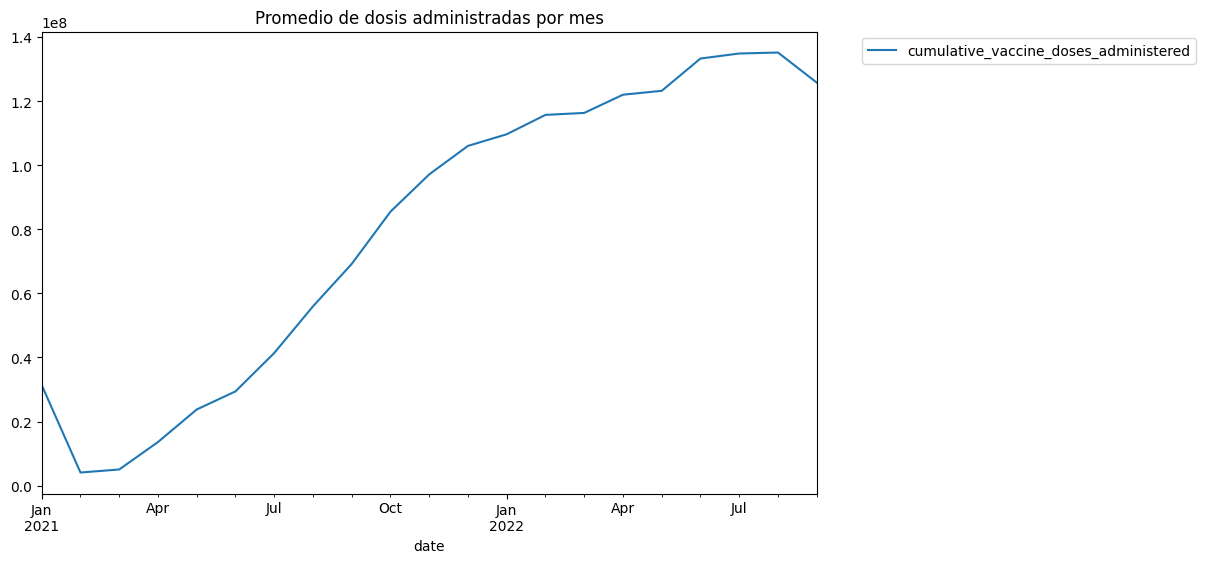 Promedio de dosis administradas por mes
1e8
cumulative_vaccine_doses_administered
1.4
1.2
1.0
0.8
0.6
0.4
0.2
0.0
Jan Apr Jul Oct Jan Apr Jul
2021 2022
date